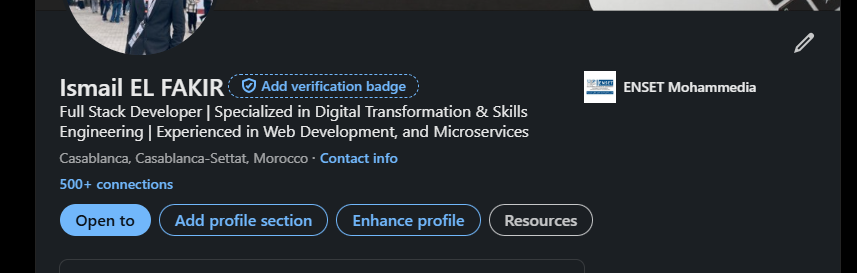 Ismail EL FAKIR Add verification badge
Full Stack Developer | Specialized in Digital Transformation & Skills
Engineering | Experienced in Web Development, and Microservices
Casablanca, Casablanca-Settat, Morocco · Contact info
500+ connections
Open to Add profile section Enhance profile Resources
ENSET
ENSET Mohammedia